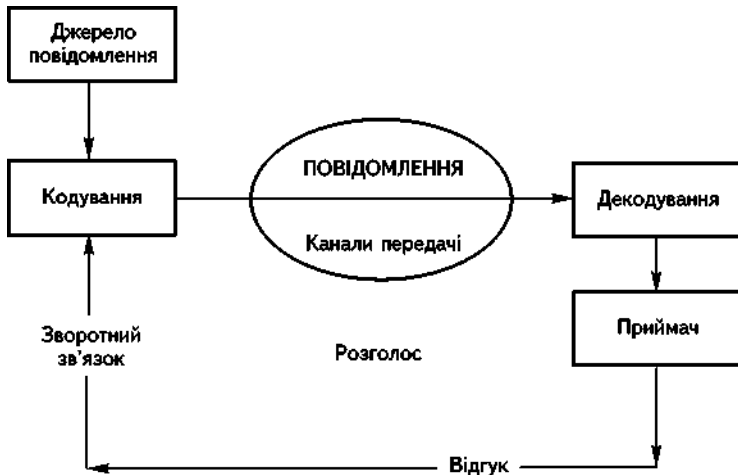 Джерело
повідомлення
Кодування
ПОВІДОМЛЕННЯ
Канали передачі
Декодування
Приймач
Зворотний
зв'язок
Розголос
Відгук